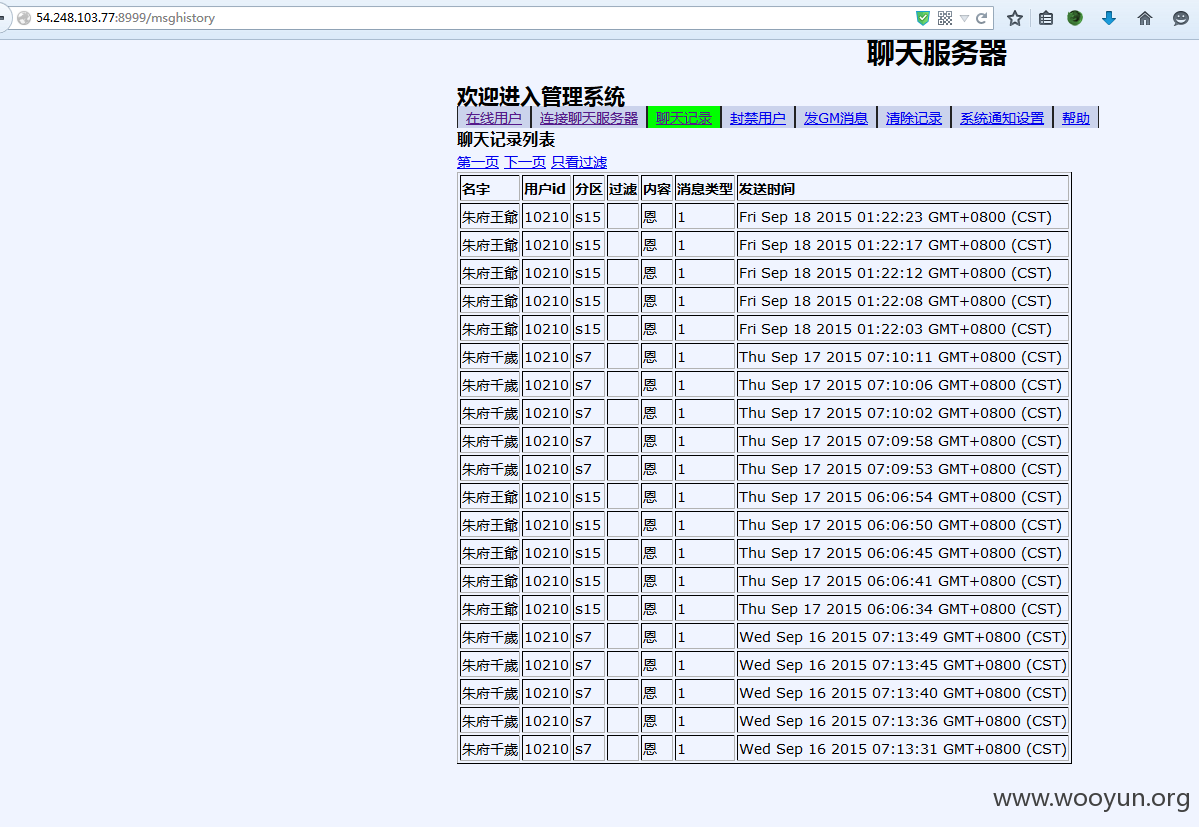 54.248.103.77:8999/msghistory
聊天服务器
欢迎进入管理系统
在线用户 连接聊天服务器 聊天记录 封禁用户 发GM消息 清除记录 系统通知设置 帮助
聊天记录列表
第一页 下一页 只看过滤
名字 用户id 分区 过滤 内容 消息类型 发送时间
朱府王爺 10210 s15 恩 1 Fri Sep 18 2015 01:22:23 GMT+0800 (CST)
朱府王爺 10210 s15 恩 1 Fri Sep 18 2015 01:22:17 GMT+0800 (CST)
朱府王爺 10210 s15 恩 1 Fri Sep 18 2015 01:22:12 GMT+0800 (CST)
朱府王爺 10210 s15 恩 1 Fri Sep 18 2015 01:22:08 GMT+0800 (CST)
朱府王爺 10210 s15 恩 1 Fri Sep 18 2015 01:22:03 GMT+0800 (CST)
朱府千歲 10210 s7 恩 1 Thu Sep 17 2015 07:10:11 GMT+0800 (CST)
朱府千歲 10210 s7 恩 1 Thu Sep 17 2015 07:10:06 GMT+0800 (CST)
朱府千歲 10210 s7 恩 1 Thu Sep 17 2015 07:10:02 GMT+0800 (CST)
朱府千歲 10210 s7 恩 1 Thu Sep 17 2015 07:09:58 GMT+0800 (CST)
朱府千歲 10210 s7 恩 1 Thu Sep 17 2015 07:09:53 GMT+0800 (CST)
朱府王爺 10210 s15 恩 1 Thu Sep 17 2015 06:06:54 GMT+0800 (CST)
朱府王爺 10210 s15 恩 1 Thu Sep 17 2015 06:06:50 GMT+0800 (CST)
朱府王爺 10210 s15 恩 1 Thu Sep 17 2015 06:06:45 GMT+0800 (CST)
朱府王爺 10210 s15 恩 1 Thu Sep 17 2015 06:06:41 GMT+0800 (CST)
朱府王爺 10210 s15 恩 1 Thu Sep 17 2015 06:06:34 GMT+0800 (CST)
朱府千歲 10210 s7 恩 1 Wed Sep 16 2015 07:13:49 GMT+0800 (CST)
朱府千歲 10210 s7 恩 1 Wed Sep 16 2015 07:13:45 GMT+0800 (CST)
朱府千歲 10210 s7 恩 1 Wed Sep 16 2015 07:13:40 GMT+0800 (CST)
朱府千歲 10210 s7 恩 1 Wed Sep 16 2015 07:13:36 GMT+0800 (CST)
朱府千歲 10210 s7 恩 1 Wed Sep 16 2015 07:13:31 GMT+0800 (CST)
www.wooyun.org